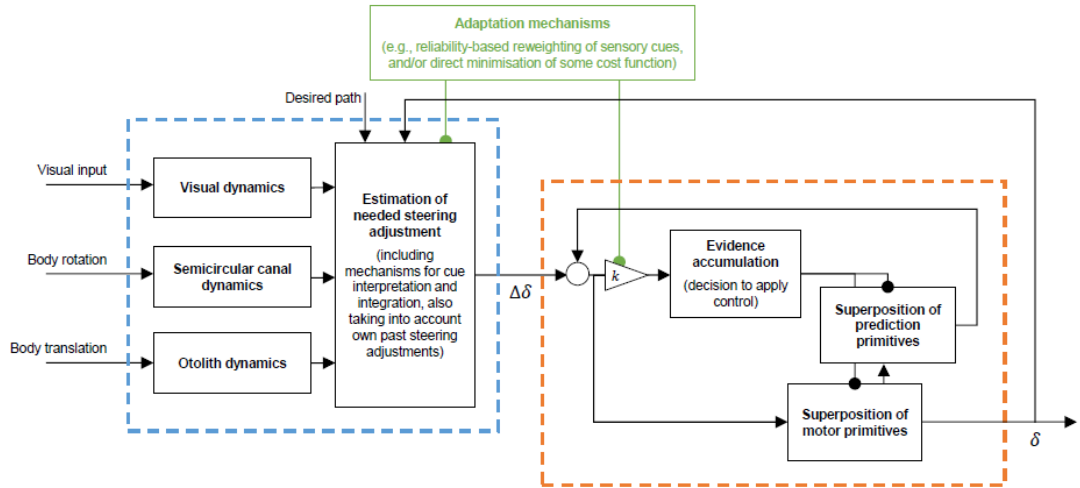 Adaptation mechanisms
(e.g., reliability-based reweighting of sensory cues,
and/or direct minimisation of some cost function)
Desired path
Visual input
Visual dynamics
Body rotation
Semicircular canal
dynamics
Body translation
Otolith dynamics
Estimation of
needed steering
adjustment
(including
mechanisms for cue
interpretation and
integration, also
taking into account
own past steering
adjustments)
Δδ
k
Evidence
accumulation
(decision to apply
control)
Superposition of
prediction
primitives
Superposition of
motor primitives
δ